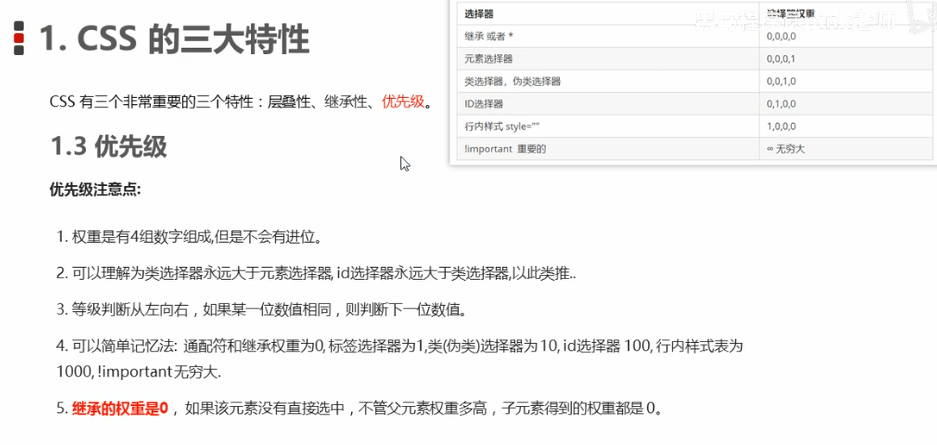 1. CSS 的三大特性
CSS 有三个非常重要的三个特性：层叠性、继承性、优先级。
1.3 优先级
优先级注意点:
1. 权重是有4组数字组成,但是不会有进位。
2. 可以理解为类选择器永远大于元素选择器, id选择器永远大于类选择器,以此类推..
3. 等级判断从左向右，如果某一位数值相同，则判断下一位数值。
4. 可以简单记忆法: 通配符和继承权重为0, 标签选择器为1,类(伪类)选择器为 10, id选择器 100, 行内样式表为
1000, !important 无穷大.
5. 继承的权重是0， 如果该元素没有直接选中，不管父元素权重多高，子元素得到的权重都是 0。
选择器 选择器权重
继承 或者 * 0,0,0,0
元素选择器 0,0,0,1
类选择器，伪类选择器 0,0,1,0
ID选择器 0,1,0,0
行内样式 style="" 1,0,0,0
!important 重要的 ∞ 无穷大